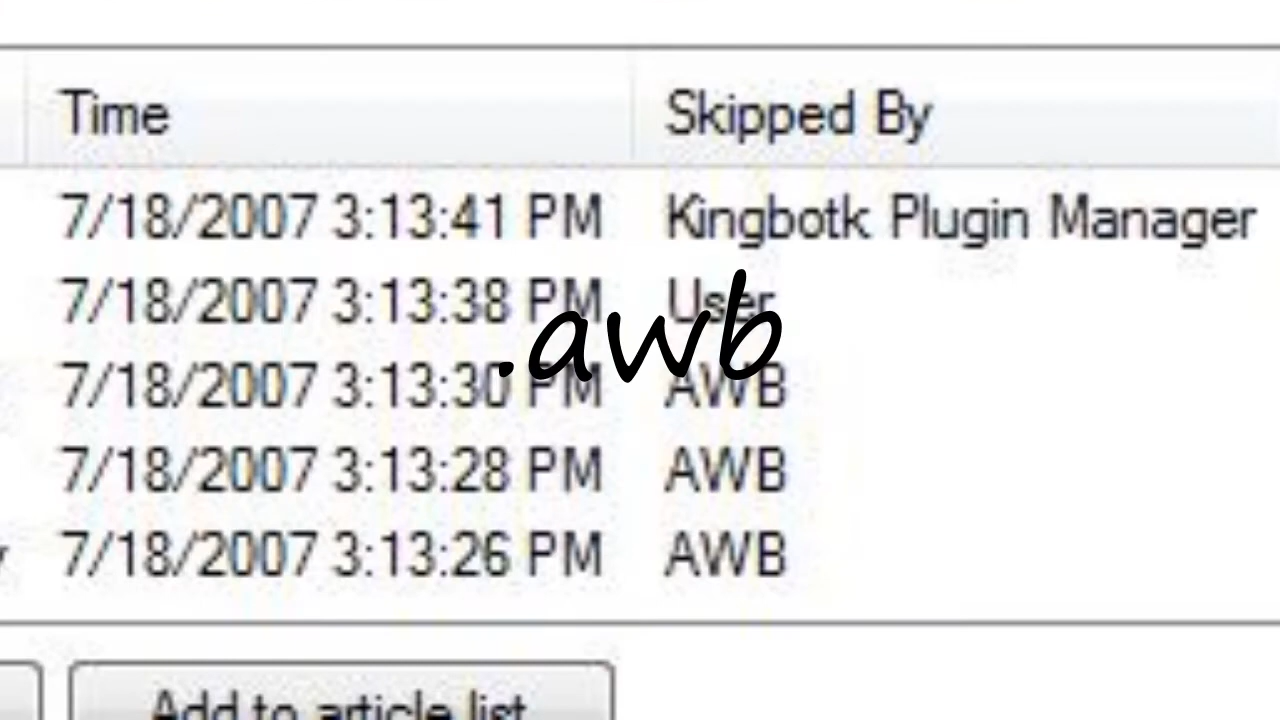 Time Skipped By
7/18/2007 3:13:41 PM Kingbotk Plugin Manager
7/18/2007 3:13:38 PM User
.awb
7/18/2007 3:13:30 PM AWB
7/18/2007 3:13:28 PM AWB
7/18/2007 3:13:26 PM AWB
Add to article list